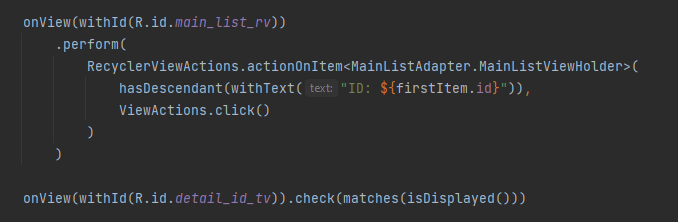 onView(withId(R.id.main_list_rv))
.perform(
RecyclerViewActions.actionOnItem<MainListAdapter.MainListViewHolder>(
hasDescendant(withText( text: "ID: ${firstItem.id}")),
ViewActions.click()
)
)
onView(withId(R.id.detail_id_tv)).check(matches(isDisplayed()))